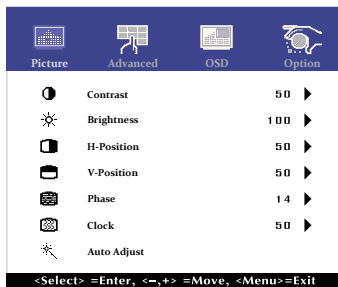 Picture Advanced OSD Option
Contrast 50
Brightness 100
H-Position 50
V-Position 50
Phase 14
Clock 50
Auto Adjust
<Select> =Enter, <−,+> =Move, <Menu>=Exit